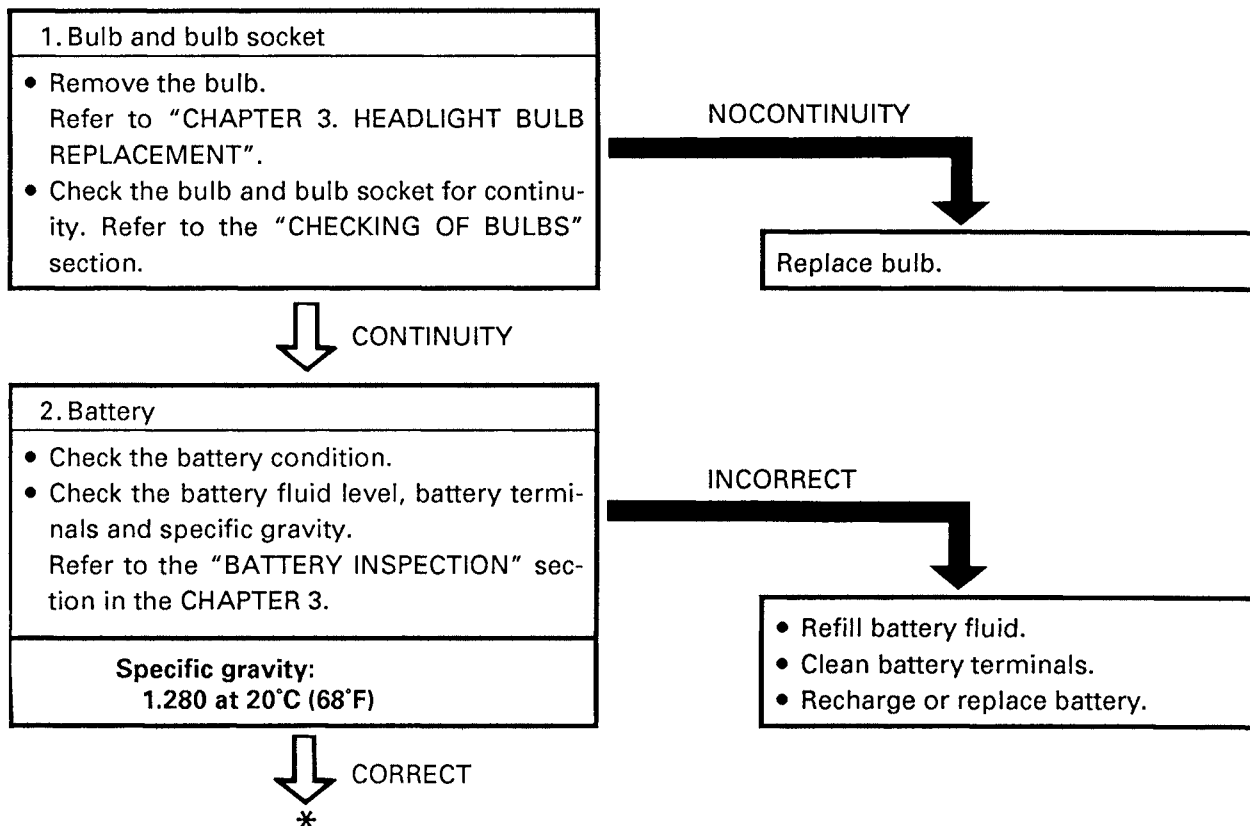 1. Bulb and bulb socket
• Remove the bulb.
Refer to "CHAPTER 3. HEADLIGHT BULB
REPLACEMENT".
• Check the bulb and bulb socket for continu-
ity. Refer to the "CHECKING OF BULBS"
section.
NOCONTINUITY
Replace bulb.
CONTINUITY
2. Battery
• Check the battery condition.
• Check the battery fluid level, battery termi-
nals and specific gravity.
Refer to the "BATTERY INSPECTION" sec-
tion in the CHAPTER 3.
Specific gravity:
1.280 at 20°C (68°F)
INCORRECT
• Refill battery fluid.
• Clean battery terminals.
• Recharge or replace battery.
CORRECT
*